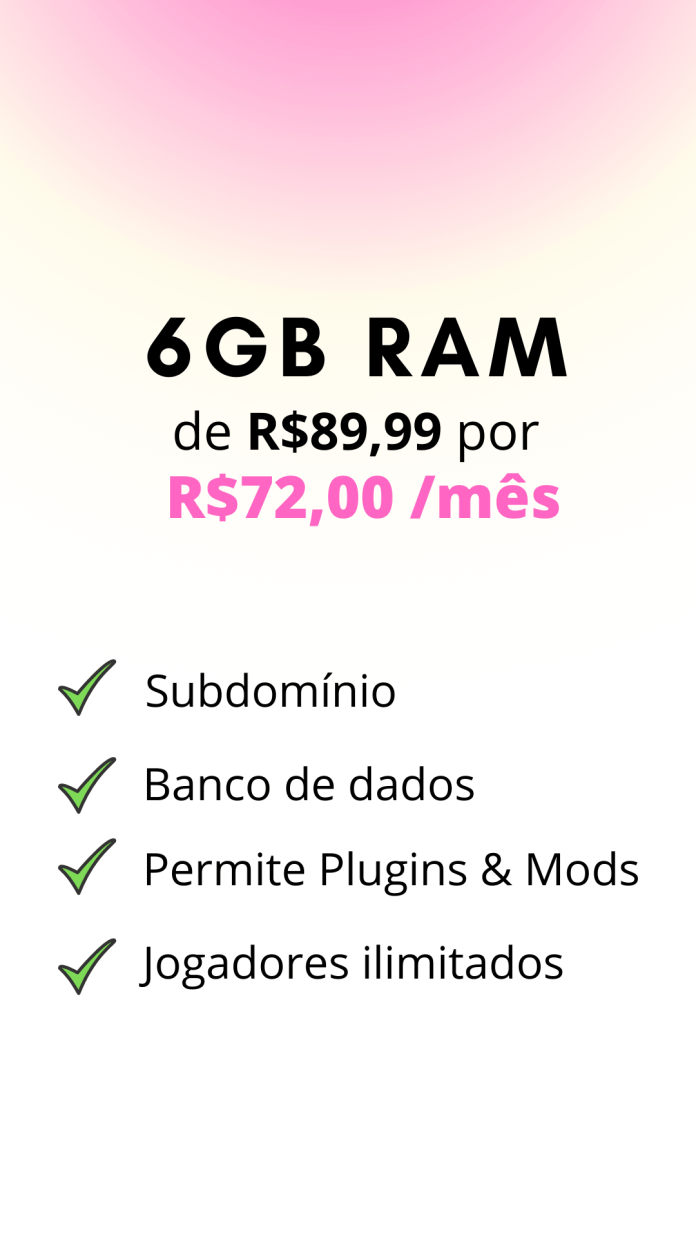 6GB RAM
de R$89,99 por
R$72,00 /mês
Subdomínio
Banco de dados
Permite Plugins & Mods
Jogadores ilimitados